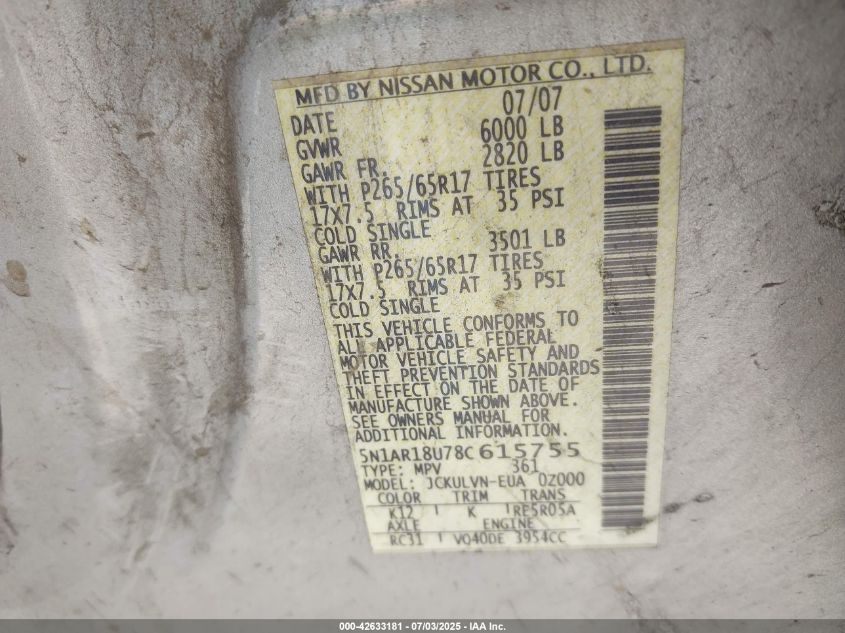 MFD BY NISSAN MOTOR CO., LTD.
DATE 07/07
GVWR 6000 LB
GAWR FR. 2820 LB
WITH P265/65R17 TIRES
17X7.5 RIMS AT 35 PSI
COLD SINGLE
GAWR RR. 3501 LB
WITH P265/65R17 TIRES
17X7.5 RIMS AT 35 PSI
COLD SINGLE
THIS VEHICLE CONFORMS TO
ALL APPLICABLE FEDERAL
MOTOR VEHICLE SAFETY AND
THEFT PREVENTION STANDARDS
IN EFFECT ON THE DATE OF
MANUFACTURE SHOWN ABOVE.
SEE OWNERS MANUAL FOR
ADDITIONAL INFORMATION.
5N1AR18U78C 615755
TYPE: MPV 361
MODEL: JCKULVN-EUA 0Z000
COLOR TRIM TRANS
K12 K RE5R05A
AXLE ENGINE
RC31 VQ40DE 3954CC
000-42633181 - 07/03/2025 - IAA Inc.